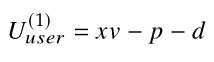 $U_{user}^{(1)} = xv - p - d$